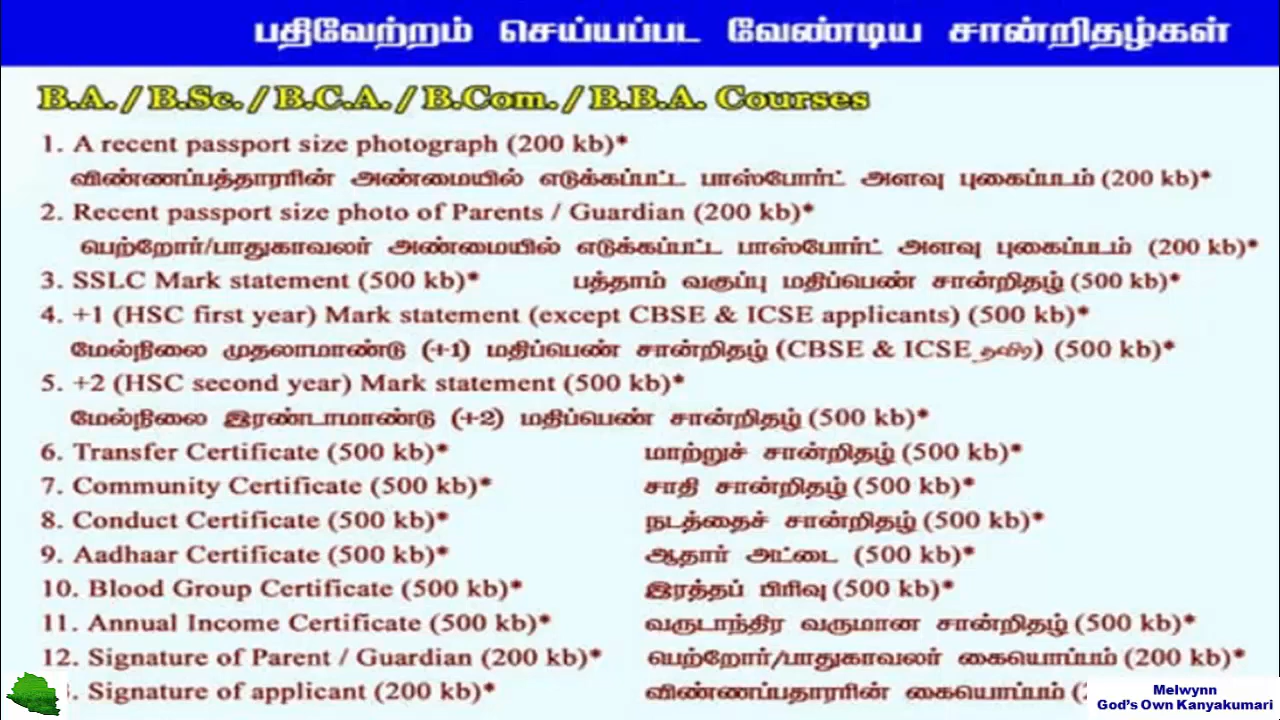 பதிவேற்றம் செய்யப்பட வேண்டிய சான்றிதழ்கள்
B.A. / B.Sc. / B.C.A. / B.Com. / B.B.A. Courses
1. A recent passport size photograph (200 kb)*
விண்ணப்பத்தாரரின் அண்மையில் எடுக்கப்பட்ட பாஸ்போர்ட் அளவு புகைப்படம் (200 kb)*
2. Recent passport size photo of Parents / Guardian (200 kb)*
பெற்றோர்/பாதுகாவலர் அண்மையில் எடுக்கப்பட்ட பாஸ்போர்ட் அளவு புகைப்படம் (200 kb)*
3. SSLC Mark statement (500 kb)* பத்தாம் வகுப்பு மதிப்பெண் சான்றிதழ் (500 kb)*
4. +1 (HSC first year) Mark statement (except CBSE & ICSE applicants) (500 kb)*
மேல்நிலை முதலாமாண்டு (+1) மதிப்பெண் சான்றிதழ் (CBSE & ICSE தவிர) (500 kb)*
5. +2 (HSC second year) Mark statement (500 kb)*
மேல்நிலை இரண்டாமாண்டு (+2) மதிப்பெண் சான்றிதழ் (500 kb)*
6. Transfer Certificate (500 kb)* மாற்றுச் சான்றிதழ் (500 kb)*
7. Community Certificate (500 kb)* சாதி சான்றிதழ் (500 kb)*
8. Conduct Certificate (500 kb)* நடத்தைச் சான்றிதழ் (500 kb)*
9. Aadhaar Certificate (500 kb)* ஆதார் அட்டை (500 kb)*
10. Blood Group Certificate (500 kb)* இரத்தப் பிரிவு (500 kb)*
11. Annual Income Certificate (500 kb)* வருடாந்திர வருமான சான்றிதழ் (500 kb)*
12. Signature of Parent / Guardian (200 kb)* பெற்றோர்/பாதுகாவலர் கையொப்பம் (200 kb)*
. Signature of applicant (200 kb)* விண்ணப்பதாரரின் கையொப்பம் (
Melwynn
God's Own Kanyakumari